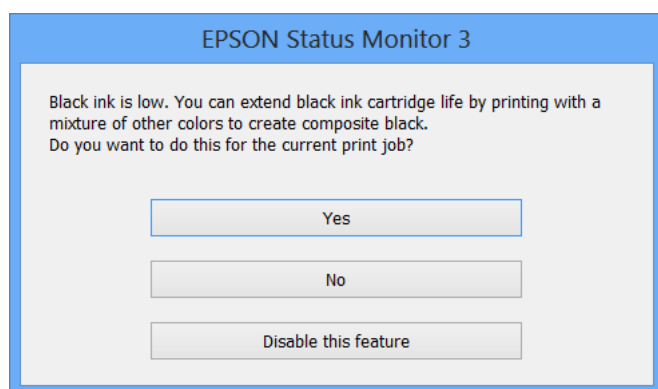 EPSON Status Monitor 3
Black ink is low. You can extend black ink cartridge life by printing with a
mixture of other colors to create composite black.
Do you want to do this for the current print job?
Yes
No
Disable this feature